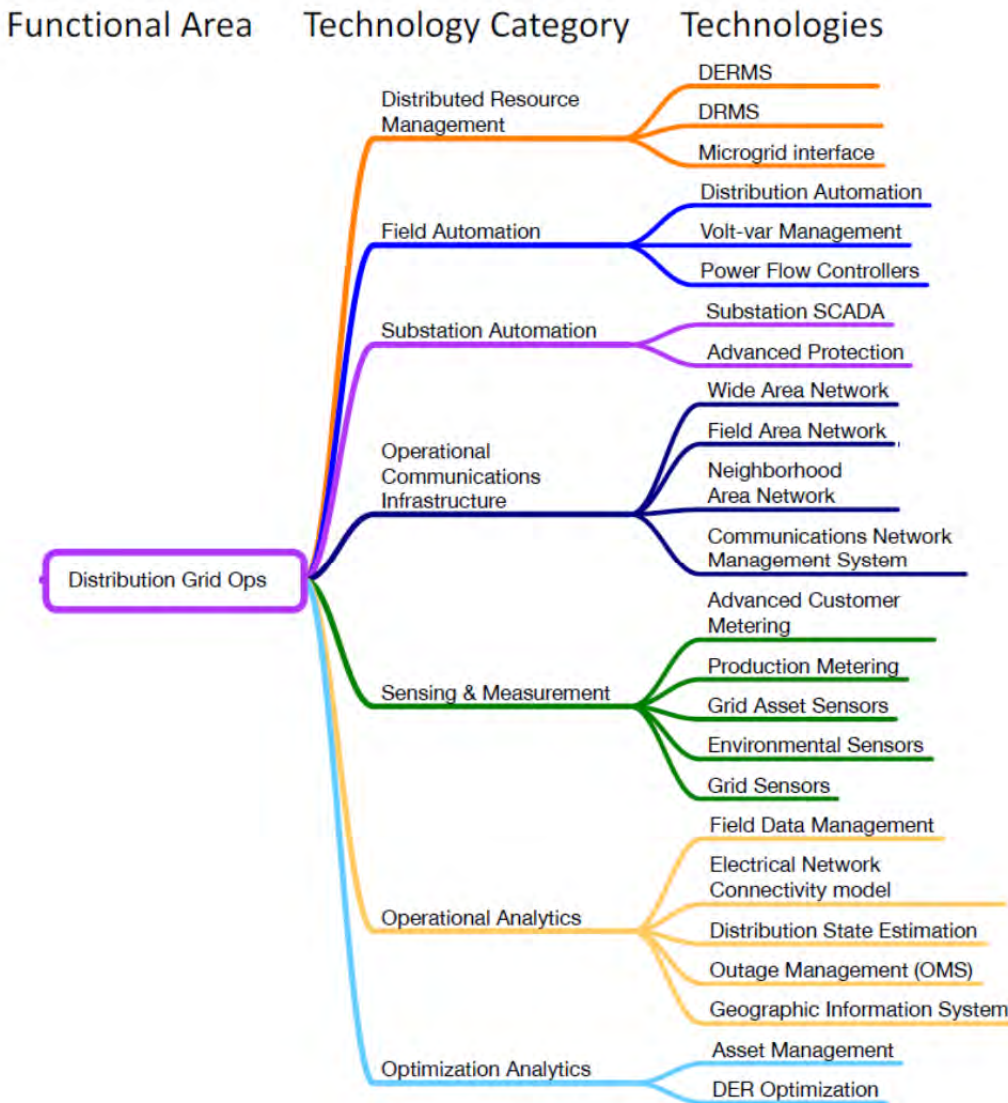 Functional Area
Technology Category
Technologies
Distribution Grid Ops
Distributed Resource
Management
DERMS
DRMS
Microgrid interface
Field Automation
Distribution Automation
Volt-var Management
Power Flow Controllers
Substation Automation
Substation SCADA
Advanced Protection
Operational
Communications
Infrastructure
Wide Area Network
Field Area Network
Neighborhood
Area Network
Communications Network
Management System
Sensing & Measurement
Advanced Customer
Metering
Production Metering
Grid Asset Sensors
Environmental Sensors
Grid Sensors
Operational Analytics
Field Data Management
Electrical Network
Connectivity model
Distribution State Estimation
Outage Management (OMS)
Geographic Information System
Optimization Analytics
Asset Management
DER Optimization